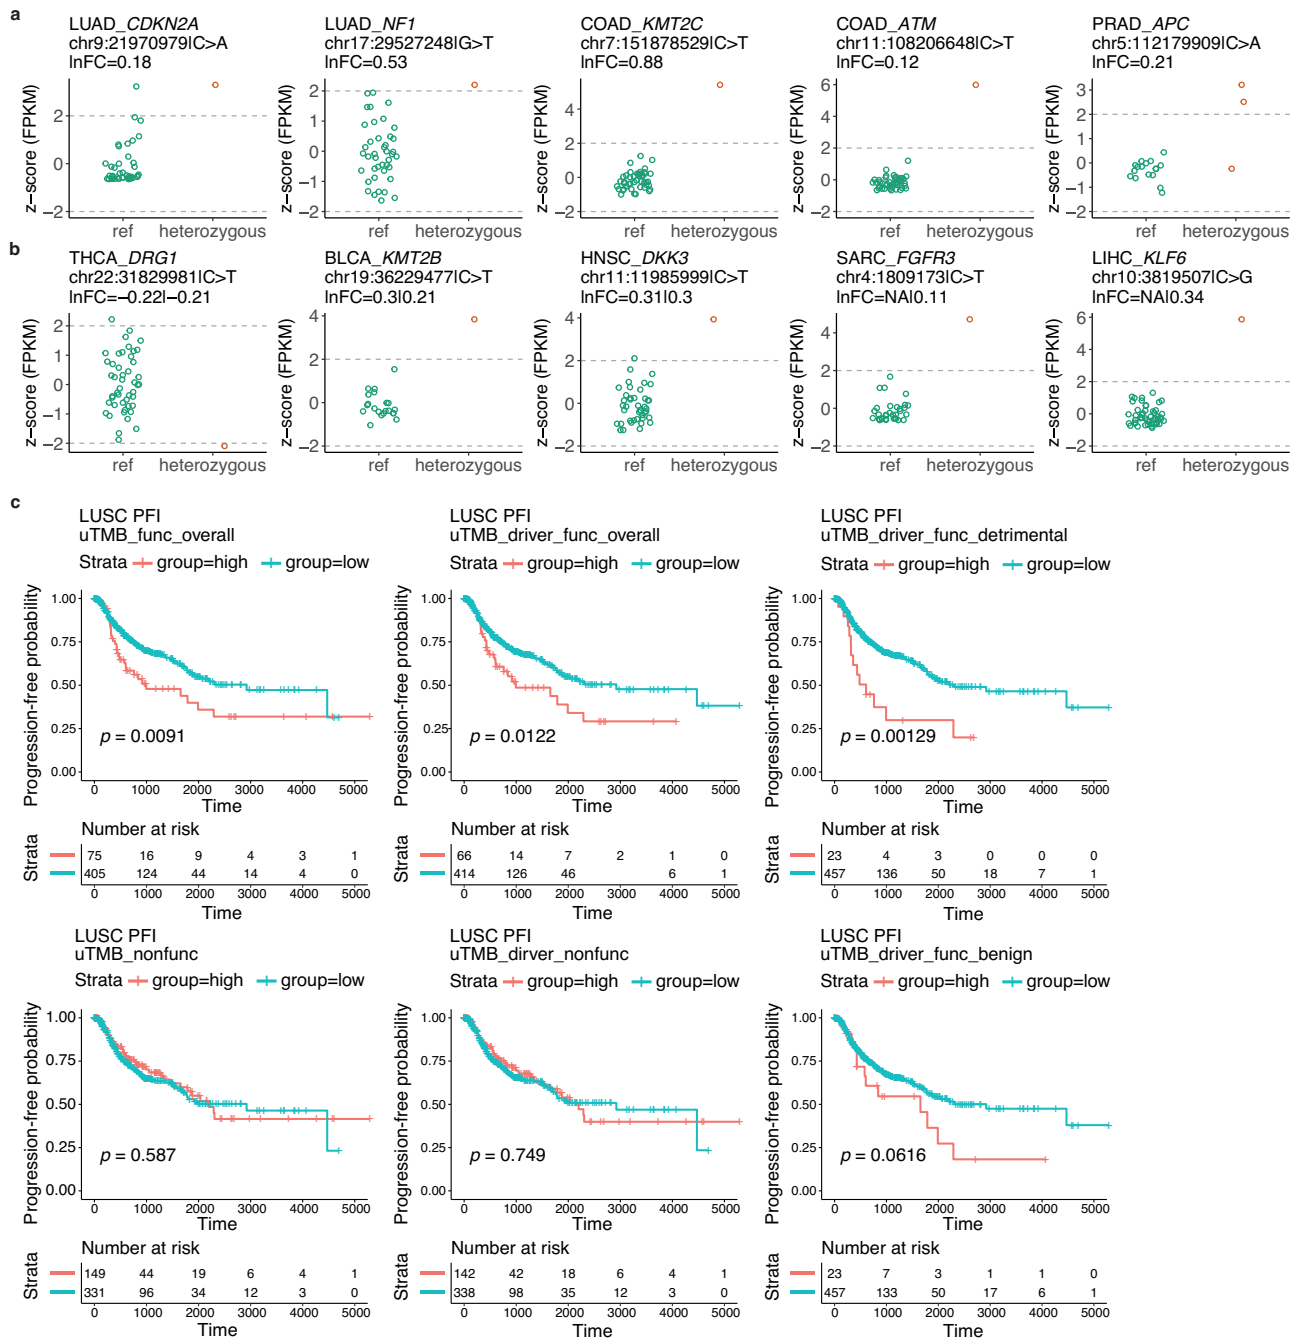 a
LUAD_CDKN2A
chr9:21970979|C>A
lnFC=0.18
z−score (FPKM)
2
0
−2
ref heterozygous
LUAD_NF1
chr17:29527248|G>T
lnFC=0.53
z−score (FPKM)
2
1
0
−1
−2
ref heterozygous
COAD_KMT2C
chr7:151878529|C>T
lnFC=0.88
z−score (FPKM)
4
2
0
−2
ref heterozygous
COAD_ATM
chr11:108206648|C>T
lnFC=0.12
z−score (FPKM)
6
4
2
0
−2
ref heterozygous
PRAD_APC
chr5:112179909|C>A
lnFC=0.21
z−score (FPKM)
3
2
1
0
−1
−2
ref heterozygous
b
THCA_DRG1
chr22:31829981|C>T
lnFC=−0.22|−0.21
z−score (FPKM)
2
1
0
−1
−2
ref heterozygous
BLCA_KMT2B
chr19:36229477|C>T
lnFC=0.3|0.21
z−score (FPKM)
4
2
0
−2
ref heterozygous
HNSC_DKK3
chr11:11985999|C>T
lnFC=0.31|0.3
z−score (FPKM)
4
2
0
−2
ref heterozygous
SARC_FGFR3
chr4:1809173|C>T
lnFC=NA|0.11
z−score (FPKM)
4
2
0
−2
ref heterozygous
LIHC_KLF6
chr10:3819507|C>G
lnFC=NA|0.34
z−score (FPKM)
6
4
2
0
−2
ref heterozygous
c
LUSC PFI
uTMB_func_overall
Strata group=high group=low
Progression-free probability
1.00
0.75
0.50
0.25
0.00
p = 0.0091
0 1000 2000 3000 4000 5000
Time
Number at risk
Strata
75 16 9 4 3 1
405 124 44 14 4 0
0 1000 2000 3000 4000 5000
Time
LUSC PFI
uTMB_driver_func_overall
Strata group=high group=low
Progression-free probability
1.00
0.75
0.50
0.25
0.00
p = 0.0122
0 1000 2000 3000 4000 5000
Time
Number at risk
Strata
66 14 7 2 1 0
414 126 46 6 1
0 1000 2000 3000 4000 5000
Time
LUSC PFI
uTMB_driver_func_detrimental
Strata group=high group=low
Progression-free probability
1.00
0.75
0.50
0.25
0.00
p = 0.00129
0 1000 2000 3000 4000 5000
Time
Number at risk
Strata
23 4 3 0 0 0
457 136 50 18 7 1
0 1000 2000 3000 4000 5000
Time
LUSC PFI
uTMB_nonfunc
Strata group=high group=low
Progression-free probability
1.00
0.75
0.50
0.25
0.00
p = 0.587
0 1000 2000 3000 4000 5000
Time
Number at risk
Strata
149 44 19 6 4 1
331 96 34 12 3 0
0 1000 2000 3000 4000 5000
Time
LUSC PFI
uTMB_dirver_nonfunc
Strata group=high group=low
Progression-free probability
1.00
0.75
0.50
0.25
0.00
p = 0.749
0 1000 2000 3000 4000 5000
Time
Number at risk
Strata
142 42 18 6 4 1
338 98 35 12 3 0
0 1000 2000 3000 4000 5000
Time
LUSC PFI
uTMB_driver_func_benign
Strata group=high group=low
Progression-free probability
1.00
0.75
0.50
0.25
0.00
p = 0.0616
0 1000 2000 3000 4000 5000
Time
Number at risk
Strata
23 7 3 1 1 0
457 133 50 17 6 1
0 1000 2000 3000 4000 5000
Time